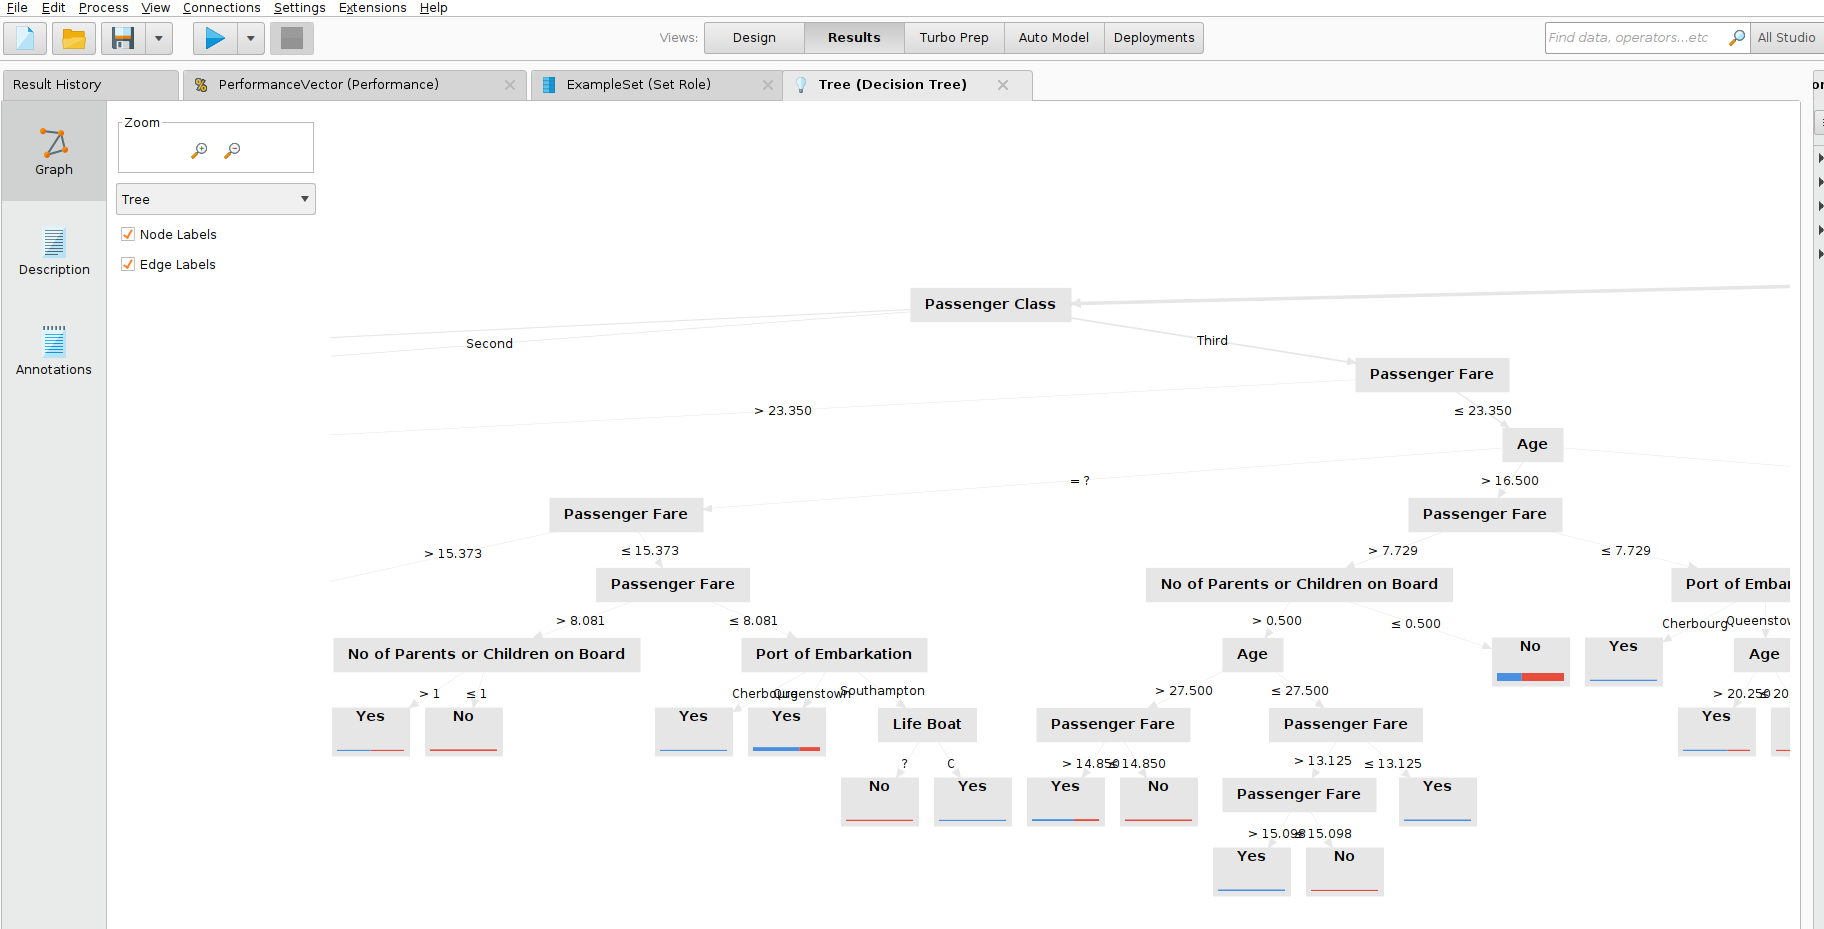 File Edit Process View Connections Settings Extensions Help
Views: Design Results Turbo Prep Auto Model Deployments Find data, operators...etc All Studio
Result History PerformanceVector (Performance) ExampleSet (Set Role) Tree (Decision Tree)
Zoom
Graph
Tree
Node Labels
Description
Edge Labels
Annotations
Passenger Class
Second Third
Passenger Fare
> 23.350 ≤ 23.350
Age
= ? > 16.500
Passenger Fare Passenger Fare
> 15.373 ≤ 15.373 > 7.729 ≤ 7.729
Passenger Fare No of Parents or Children on Board Port of Embar
> 8.081 ≤ 8.081 > 0.500 ≤ 0.500 Cherbourg Queenstow
No of Parents or Children on Board Port of Embarkation Age No Yes Age
> 1 ≤ 1 Cherbourg Queenstown Southampton > 27.500 ≤ 27.500 > 20.250 ≤ 20
Yes No Yes Yes Life Boat Passenger Fare Passenger Fare Yes
? C > 14.850 ≤ 14.850 > 13.125 ≤ 13.125
No Yes Yes No Passenger Fare Yes
> 15.098 ≤ 15.098
Yes No